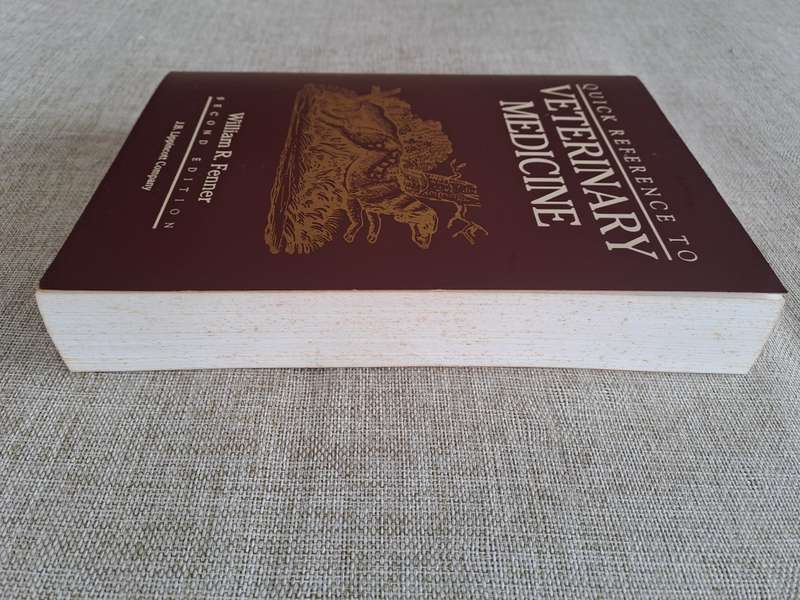 QUICK REFERENCE TO
VETERINARY
MEDICINE
William R. Fenner
SECOND EDITION
J.B. Lippincott Company